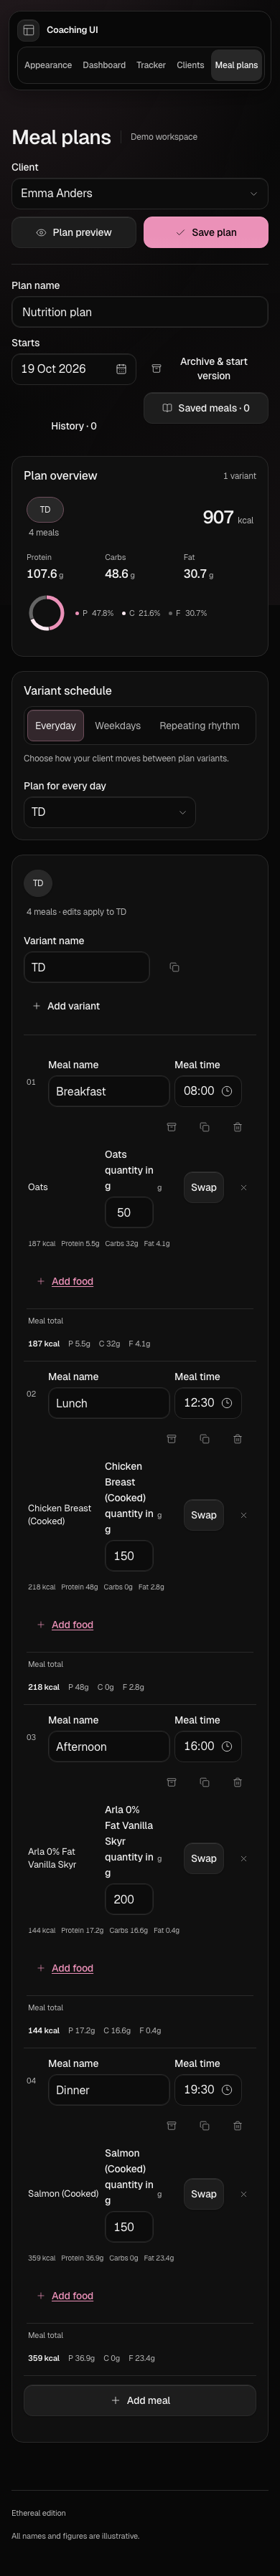 Coaching UI
Appearance Dashboard Tracker Clients Meal plans
Meal plans Demo workspace
Client
Emma Anders
Plan preview Save plan
Plan name
Nutrition plan
Starts
19 Oct 2026 Archive & start
version
Saved meals · 0
History · 0
Plan overview 1 variant
TD
4 meals
907 kcal
Protein Carbs Fat
107.6 g 48.6 g 30.7 g
P 47.8% C 21.6% F 30.7%
Variant schedule
Everyday Weekdays Repeating rhythm
Choose how your client moves between plan variants.
Plan for every day
TD
TD
4 meals · edits apply to TD
Variant name
TD
Add variant
Meal name Meal time
01 Breakfast 08:00
Oats
quantity in
g
Oats 50 g Swap
187 kcal Protein 5.5g Carbs 32g Fat 4.1g
Add food
Meal total
187 kcal P 5.5g C 32g F 4.1g
Meal name Meal time
02 Lunch 12:30
Chicken
Breast
(Cooked)
quantity in
g
Chicken Breast
(Cooked)
150 g Swap
218 kcal Protein 48g Carbs 0g Fat 2.8g
Add food
Meal total
218 kcal P 48g C 0g F 2.8g
Meal name Meal time
03 Afternoon 16:00
Arla 0%
Fat Vanilla
Skyr
quantity in
g
Arla 0% Fat
Vanilla Skyr
200 g Swap
144 kcal Protein 17.2g Carbs 16.6g Fat 0.4g
Add food
Meal total
144 kcal P 17.2g C 16.6g F 0.4g
Meal name Meal time
04 Dinner 19:30
Salmon
(Cooked)
quantity in
g
Salmon (Cooked) 150 g Swap
359 kcal Protein 36.9g Carbs 0g Fat 23.4g
Add food
Meal total
359 kcal P 36.9g C 0g F 23.4g
Add meal
Ethereal edition
All names and figures are illustrative.